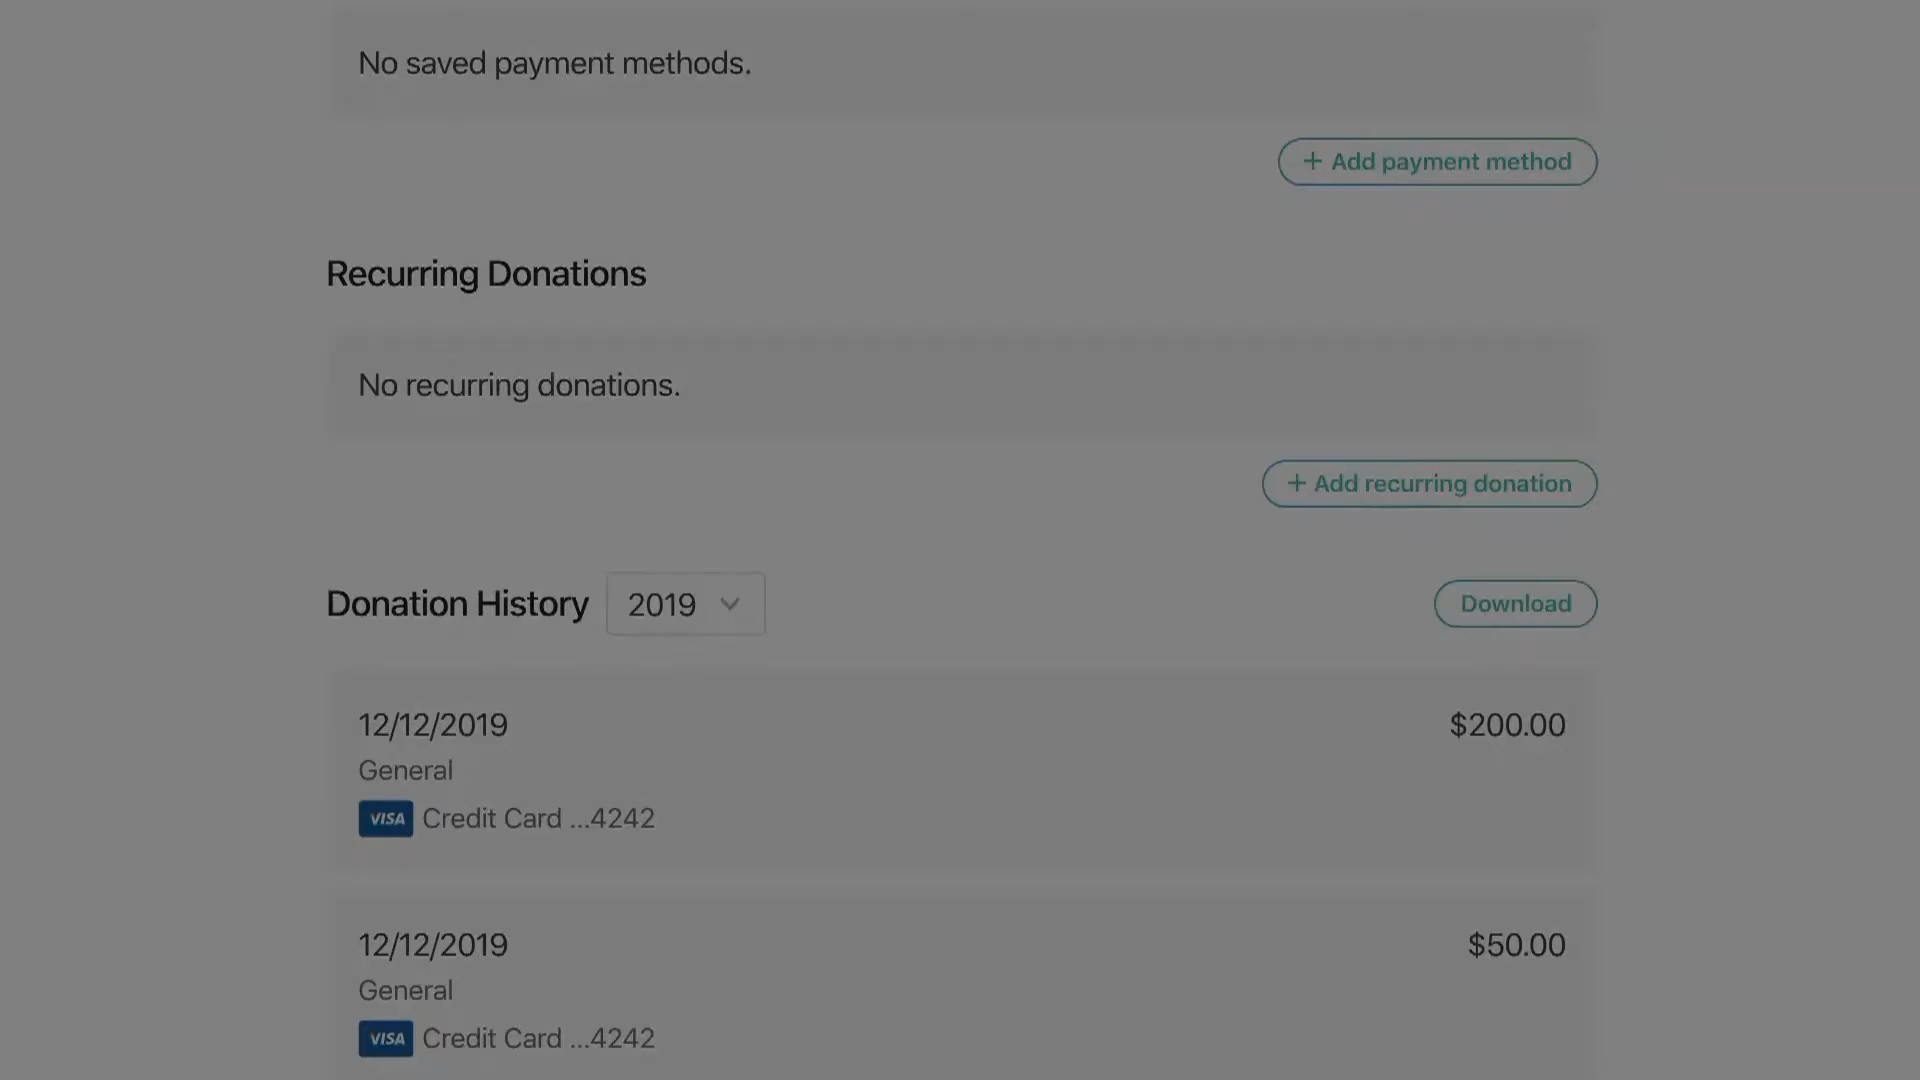 No saved payment methods.
+ Add payment method
Recurring Donations
No recurring donations.
+ Add recurring donation
Donation History 2019 Download
12/12/2019 $200.00
General
VISA Credit Card ...4242
12/12/2019 $50.00
General
VISA Credit Card ...4242